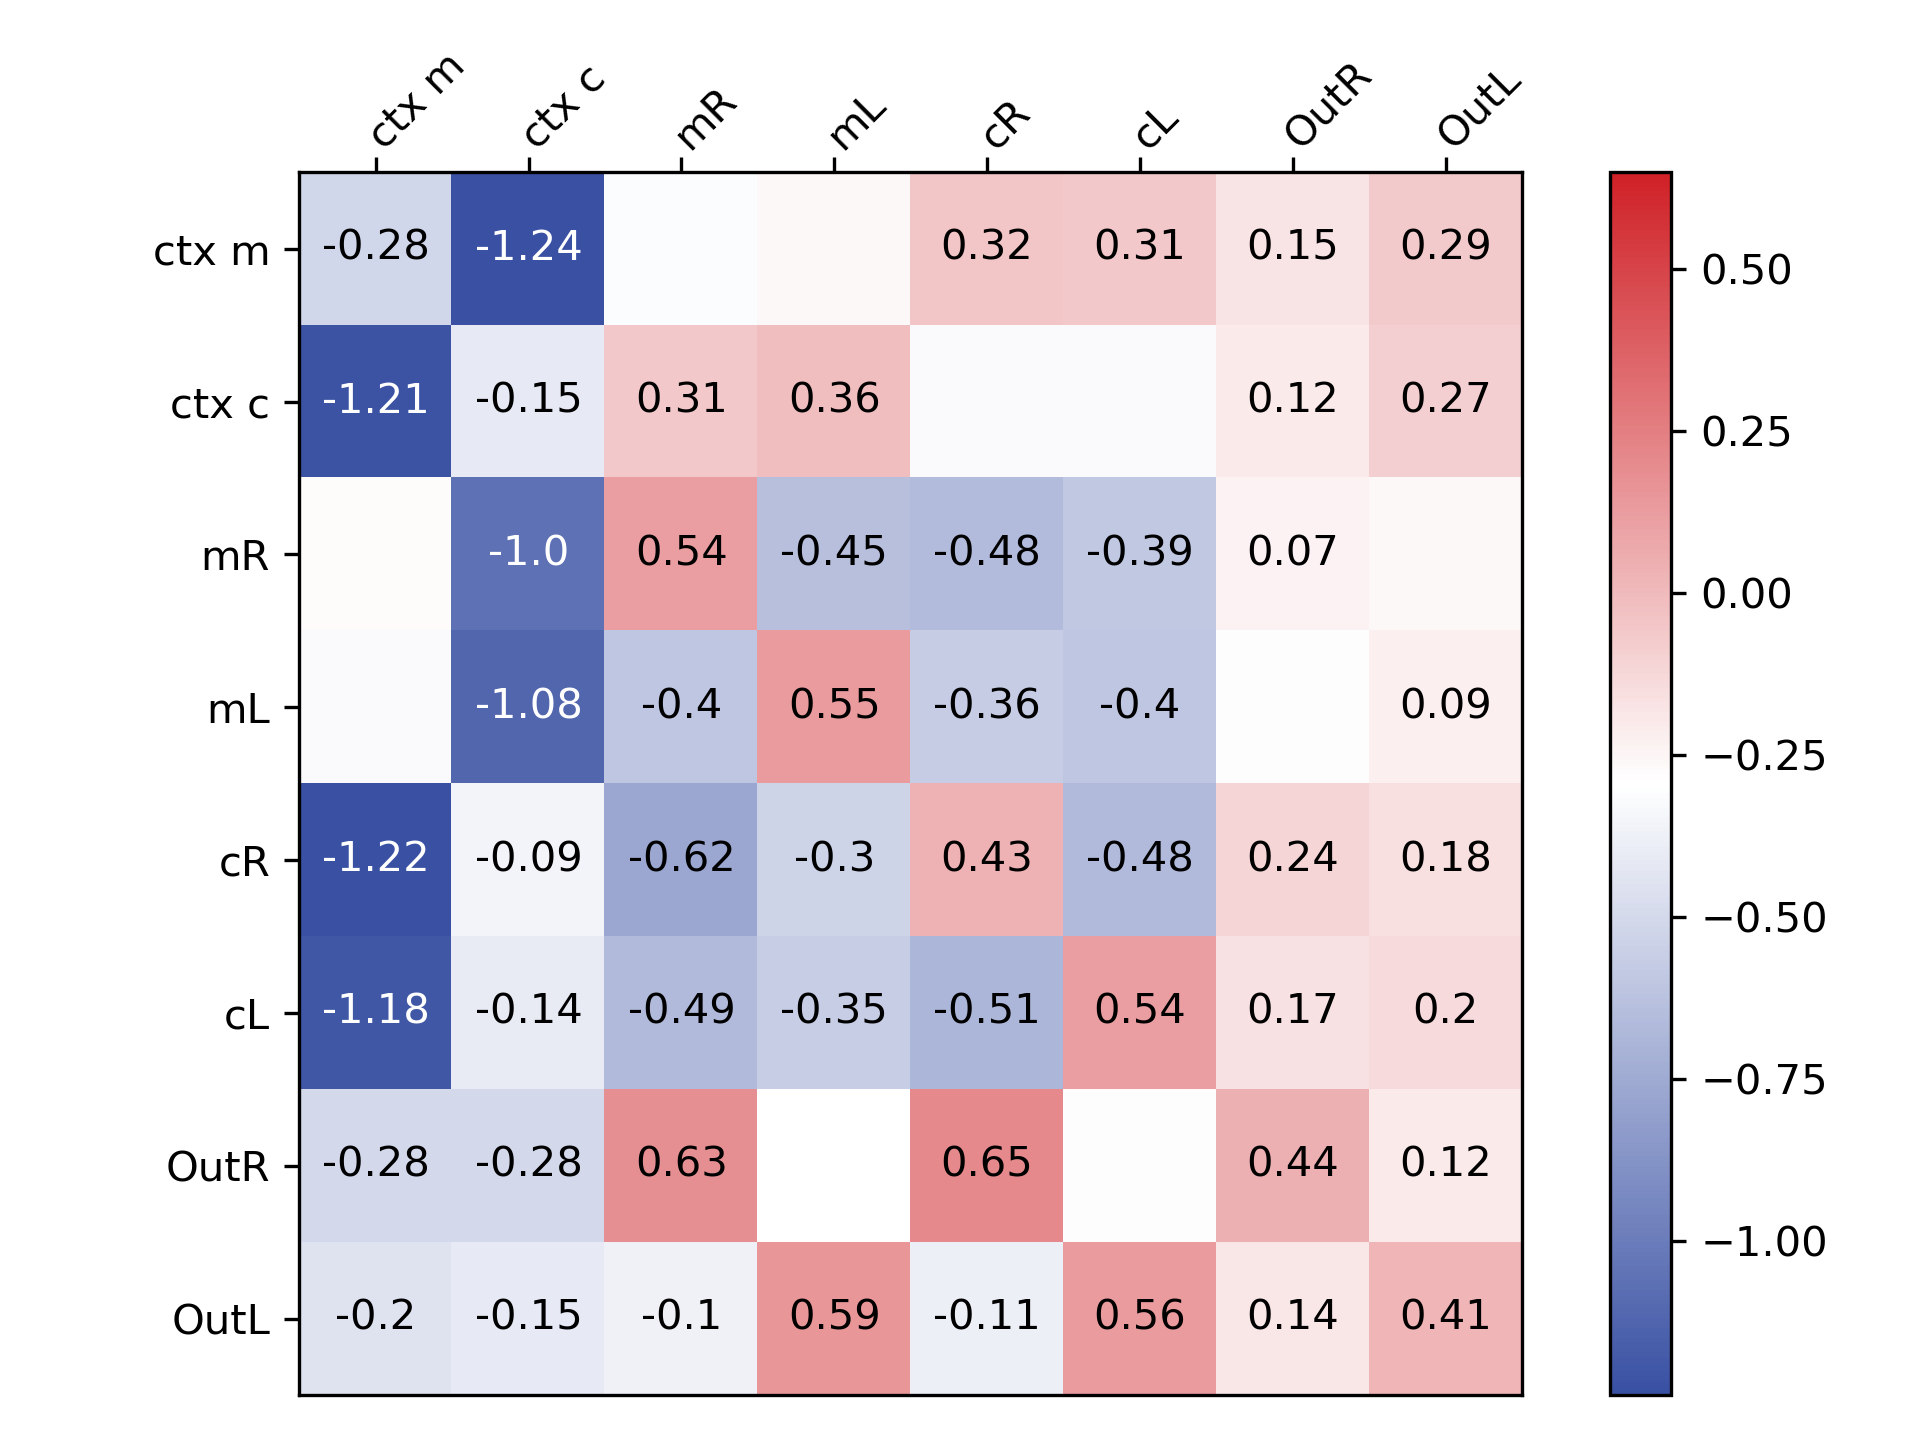 ctx m ctx c mR mL cR cL OutR OutL
ctx m -0.28 -1.24 0.32 0.31 0.15 0.29
ctx c -1.21 -0.15 0.31 0.36 0.12 0.27
mR -1.0 0.54 -0.45 -0.48 -0.39 0.07
mL -1.08 -0.4 0.55 -0.36 -0.4 0.09
cR -1.22 -0.09 -0.62 -0.3 0.43 -0.48 0.24 0.18
cL -1.18 -0.14 -0.49 -0.35 -0.51 0.54 0.17 0.2
OutR -0.28 -0.28 0.63 0.65 0.44 0.12
OutL -0.2 -0.15 -0.1 0.59 -0.11 0.56 0.14 0.41
0.50
0.25
0.00
−0.25
−0.50
−0.75
−1.00